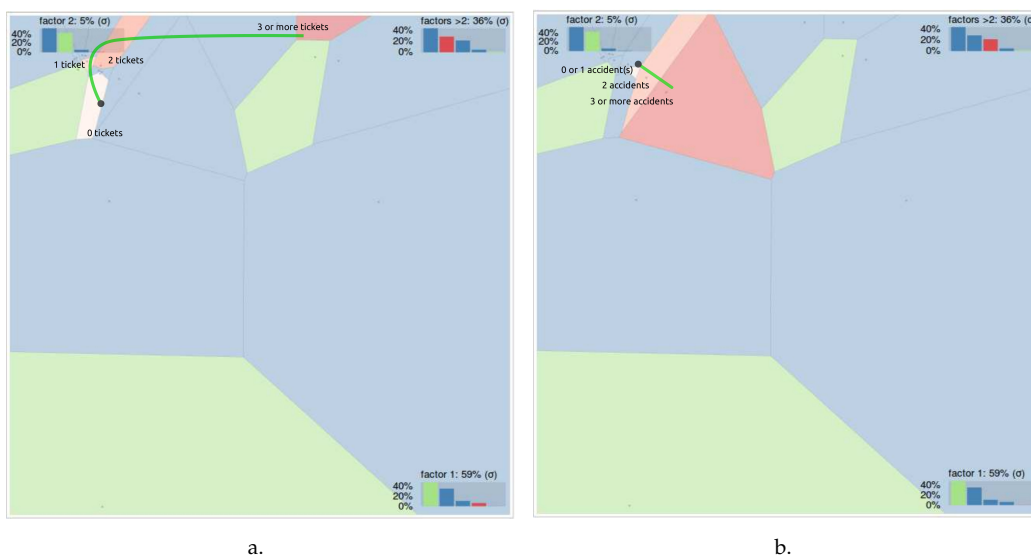 factor 2: 5% (σ)
40%
20%
0%
3 or more tickets
1 ticket
2 tickets
0 tickets
factors >2: 36% (σ)
40%
20%
0%
factor 1: 59% (σ)
40%
20%
0%
a.
factor 2: 5% (σ)
40%
20%
0%
0 or 1 accident(s)
2 accidents
3 or more accidents
factors >2: 36% (σ)
40%
20%
0%
factor 1: 59% (σ)
40%
20%
0%
b.